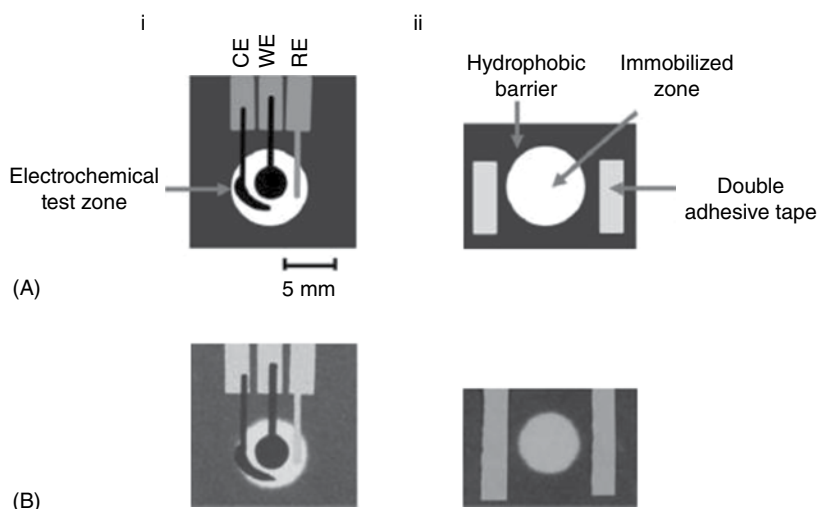 i
ii
CE
WE
RE
Hydrophobic
barrier
Immobilized
zone
Electrochemical
test zone
Double
adhesive tape
5 mm
(A)
(B)